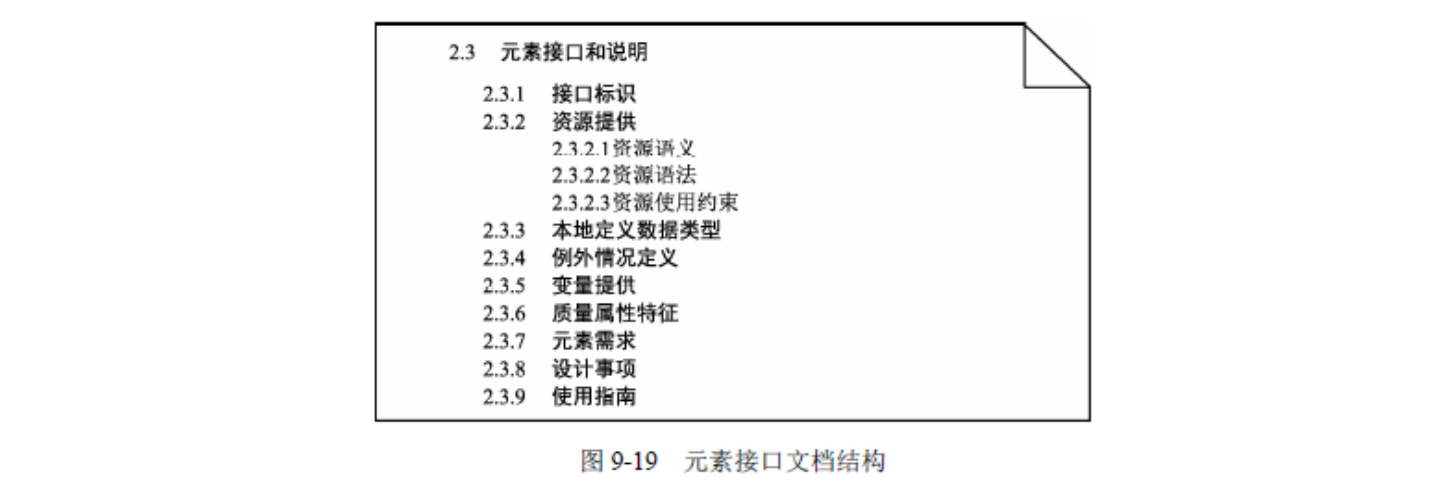 2.3 元素接口和说明
2.3.1 接口标识
2.3.2 资源提供
2.3.2.1资源语义
2.3.2.2资源语法
2.3.2.3资源使用约束
2.3.3 本地定义数据类型
2.3.4 例外情况定义
2.3.5 变量提供
2.3.6 质量属性特征
2.3.7 元素需求
2.3.8 设计事项
2.3.9 使用指南
图 9-19 元素接口文档结构